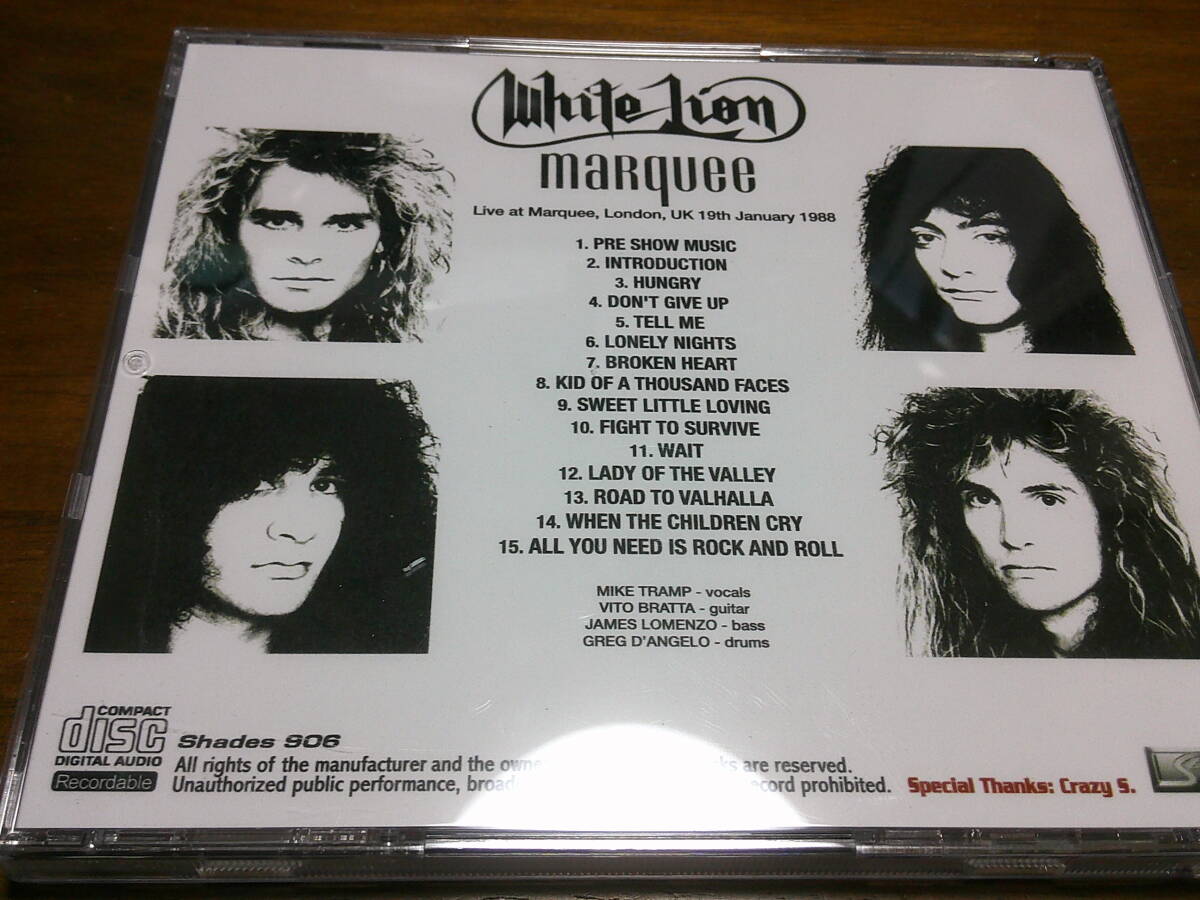 White Lion
marquee
Live at Marquee, London, UK 19th January 1988
1. PRE SHOW MUSIC
2. INTRODUCTION
3. HUNGRY
4. DON'T GIVE UP
5. TELL ME
6. LONELY NIGHTS
7. BROKEN HEART
8. KID OF A THOUSAND FACES
9. SWEET LITTLE LOVING
10. FIGHT TO SURVIVE
11. WAIT
12. LADY OF THE VALLEY
13. ROAD TO VALHALLA
14. WHEN THE CHILDREN CRY
15. ALL YOU NEED IS ROCK AND ROLL
MIKE TRAMP - vocals
VITO BRATTA - guitar
JAMES LOMENZO - bass
GREG D'ANGELO - drums
COMPACT
disc
DIGITAL AUDIO
Recordable
Shades 906
All rights of the manufacturer and the are reserved.
Unauthorized public performance, prohibited.
Special Thanks: Crazy S.